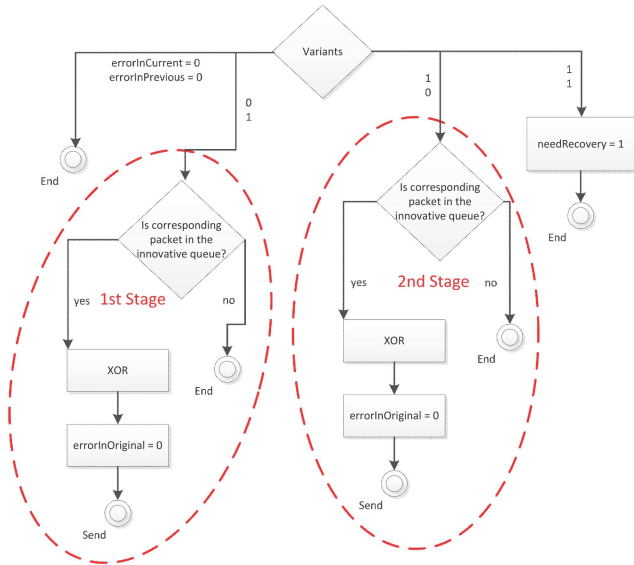 Variants
errorInCurrent = 0
errorInPrevious = 0
0
1
1
0
1
1
End
needRecovery = 1
End
Is corresponding
packet in the
innovative queue?
yes
1st Stage
no
XOR
End
errorInOriginal = 0
Send
Is corresponding
packet in the
innovative queue?
yes
2nd Stage
no
XOR
End
errorInOriginal = 0
Send